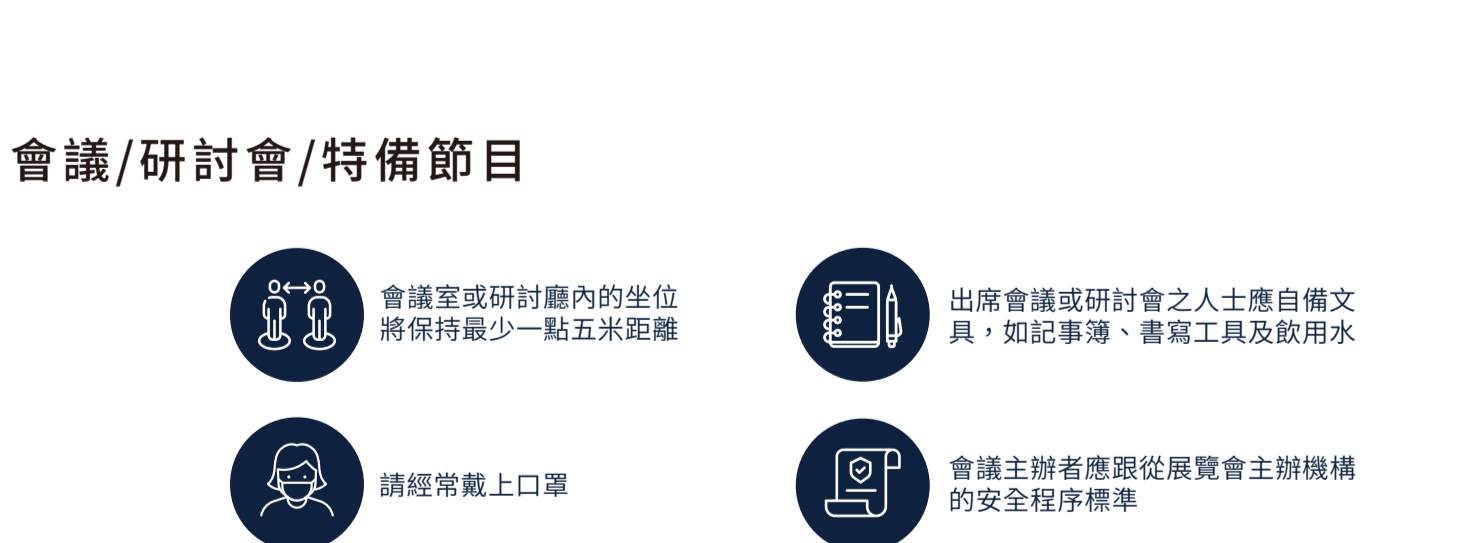 會議/研討會/特備節目
會議室或研討廳內的坐位
將保持最少一點五米距離
出席會議或研討會之人士應自備文
具，如記事簿、書寫工具及飲用水
請經常戴上口罩
會議主辦者應跟從展覽會主辦機構
的安全程序標準